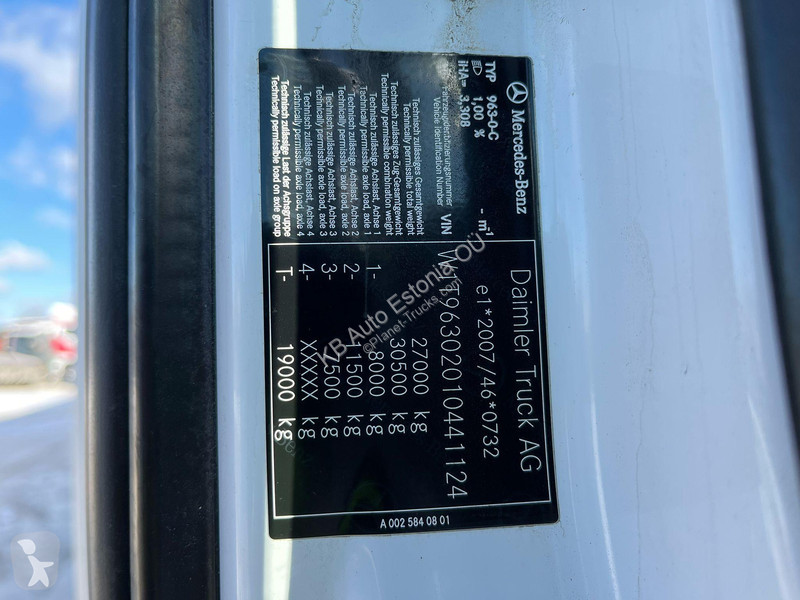 Mercedes-Benz
Daimler Truck AG
TYP 963-0-C
1,00 % - m⁻¹
iHA= 3,308
e1*2007/46*0732
Fahrzeugidentifizierungsnummer
Vehicle Identification Number
VIN W1T96302010441124
Technisch zulässiges Gesamtgewicht
Technically permissible total weight
27000 kg
Technisch zulässiges Zug-Gesamtgewicht
Technically permissible combination weight
30500 kg
Technisch zulässige Achslast, Achse 1
Technically permissible axle load, axle 1
1- 8000 kg
Technisch zulässige Achslast, Achse 2
Technically permissible axle load, axle 2
2- 11500 kg
Technisch zulässige Achslast, Achse 3
Technically permissible axle load, axle 3
3- 7500 kg
Technisch zulässige Achslast, Achse 4
Technically permissible axle load, axle 4
4- XXXXX kg
Technisch zulässige Last der Achsgruppe
Technically permissible load on axle group
T- 19000 kg
A 002 584 08 01
KB Auto Estonia OÜ
©Planet-Trucks.com